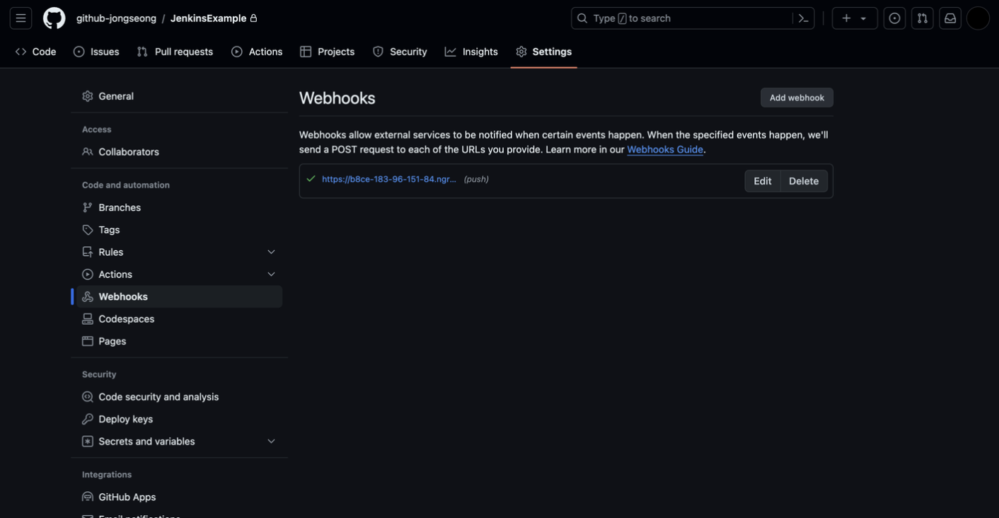 github-jongseong / JenkinsExample
Type / to search
Code Issues Pull requests Actions Projects Security Insights Settings
General
Access
Collaborators
Code and automation
Branches
Tags
Rules
Actions
Webhooks
Codespaces
Pages
Security
Code security and analysis
Deploy keys
Secrets and variables
Integrations
GitHub Apps
Email notifications
Webhooks
Add webhook
Webhooks allow external services to be notified when certain events happen. When the specified events happen, we'll
send a POST request to each of the URLs you provide. Learn more in our Webhooks Guide.
https://b8ce-183-96-151-84.ngr... (push)
Edit Delete